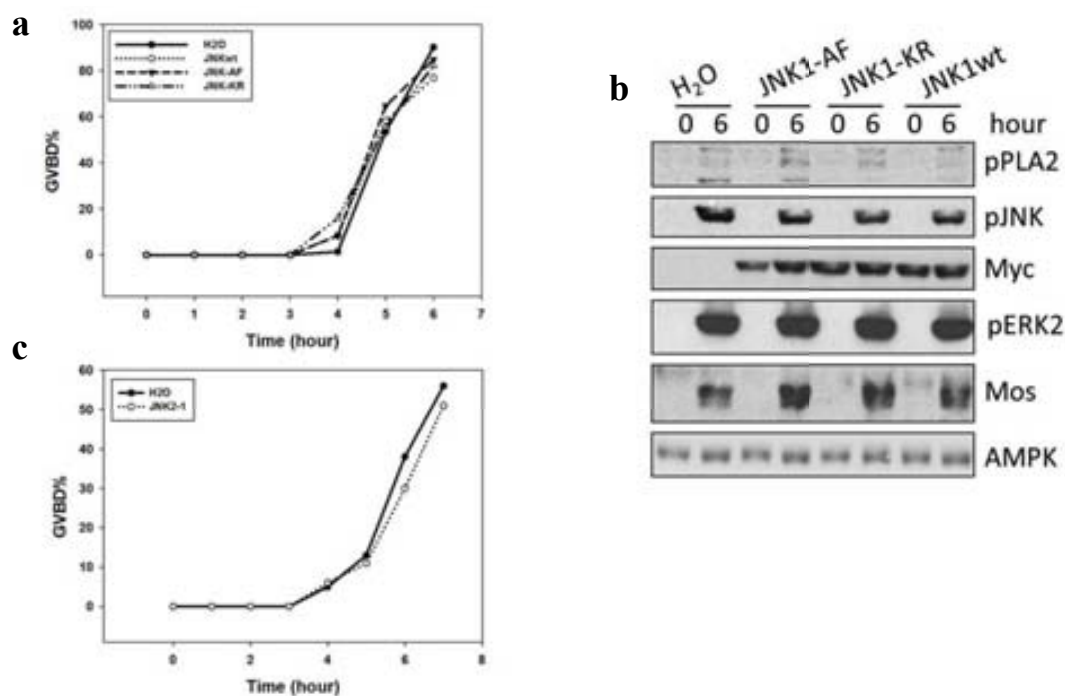 a
100
80
60
40
20
0
GVBD%
H2O
JNKwt
JNK-AF
JNK-KR
0 1 2 3 4 5 6 7
Time (hour)
b
H₂O JNK1-AF JNK1-KR JNK1wt
0 6 0 6 0 6 0 6 hour
pPLA2
pJNK
Myc
pERK2
Mos
AMPK
c
60
50
40
30
20
10
0
GVBD%
H2O
JNK2-1
0 2 4 6 8
Time (hour)